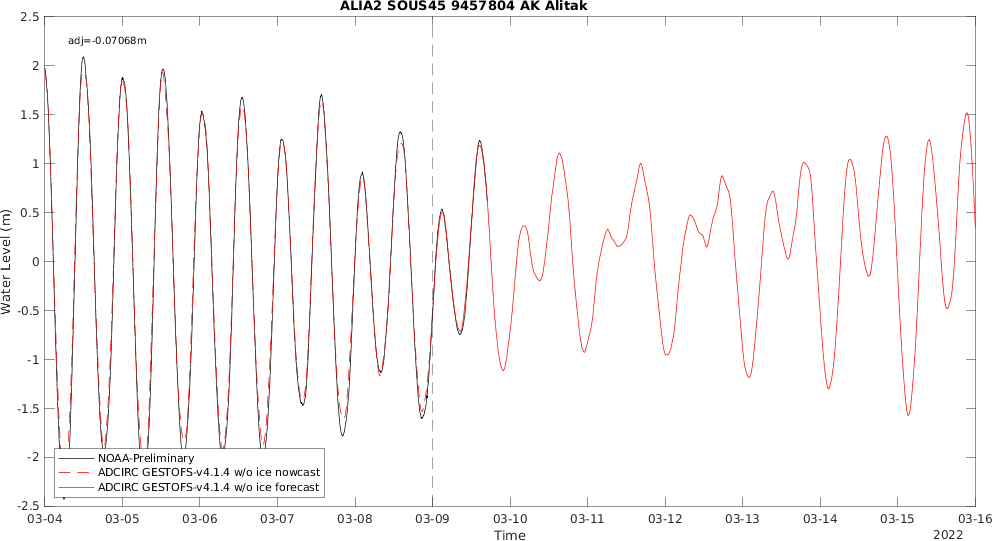 ALIA2 SOUS45 9457804 AK Alitak
adj=-0.07068m
2.5
2
1.5
1
0.5
0
-0.5
-1
-1.5
-2
-2.5
Water Level (m)
NOAA-Preliminary
ADCIRC GESTOFS-v4.1.4 w/o ice nowcast
ADCIRC GESTOFS-v4.1.4 w/o ice forecast
03-04 03-05 03-06 03-07 03-08 03-09 03-10 03-11 03-12 03-13 03-14 03-15 03-16
Time
2022